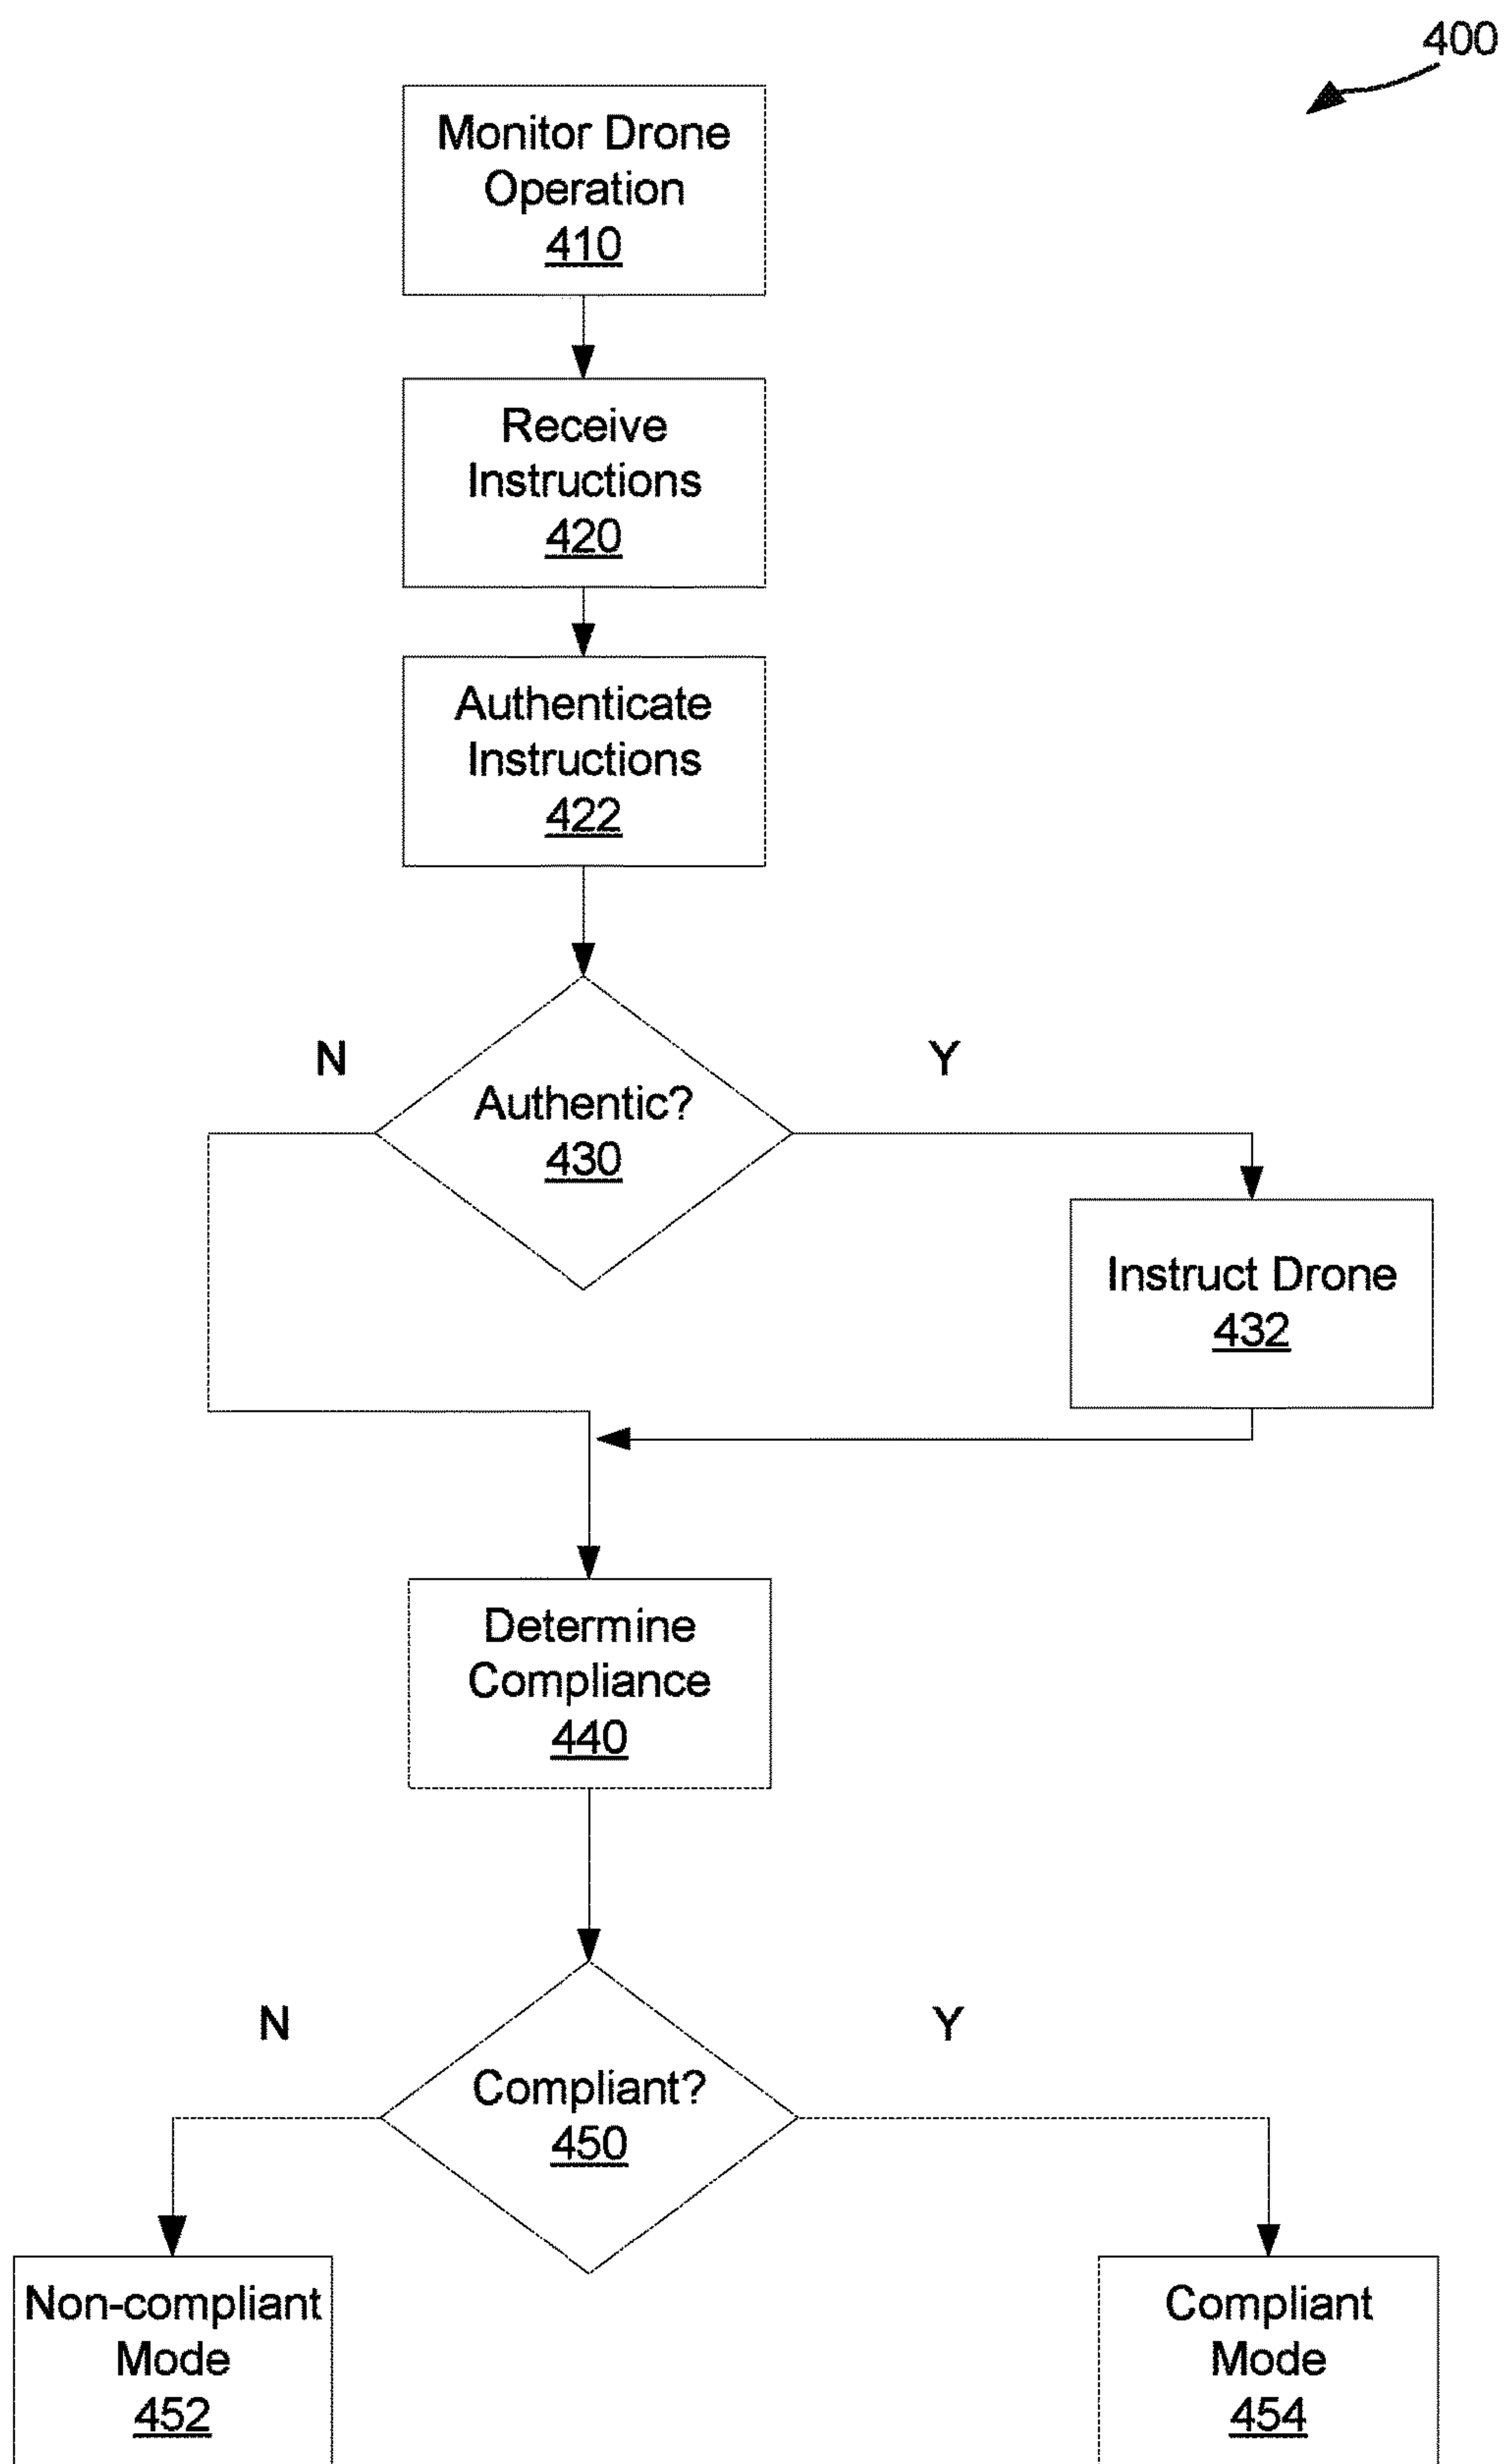 400
Monitor Drone
Operation
410
Receive
Instructions
420
Authenticate
Instructions
422
N
Y
Authentic?
430
Instruct Drone
432
Determine
Compliance
440
N
Y
Compliant?
450
Non-compliant
Mode
452
Compliant
Mode
454